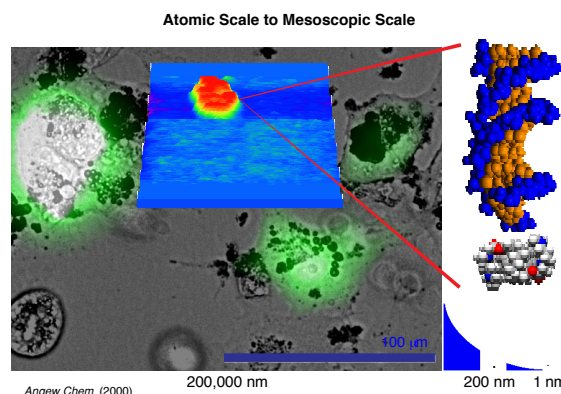 Atomic Scale to Mesoscopic Scale
100 µm
200,000 nm
200 nm
1 nm
Angew Chem. (2000)